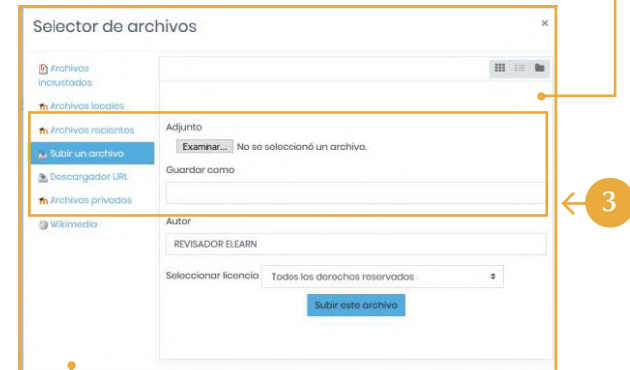 Selector de archivos
×
Archivos
incrustados
Archivos locales
Archivos recientes
Subir un archivo
Descargador URL
Archivos privados
Wikimedia
Adjunto
Examinar... No se seleccionó un archivo.
Guardar como
Autor
REVISADOR ELEARN
Seleccionar licencia Todos los derechos reservados
Subir este archivo
3